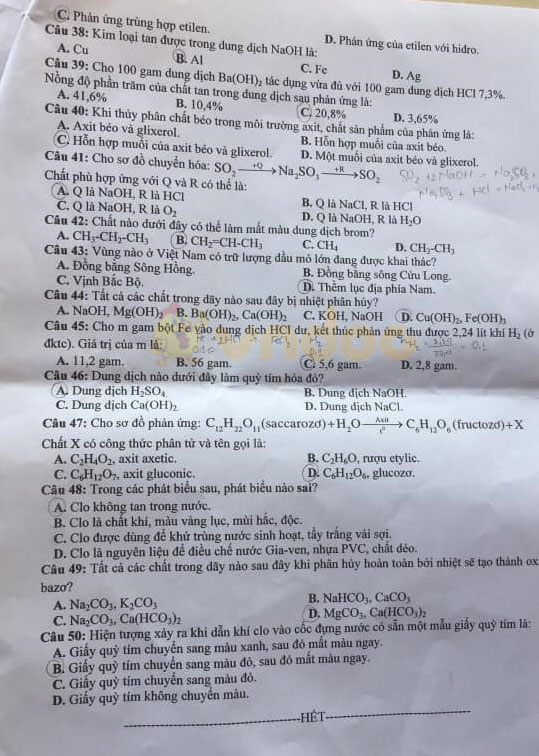 C. Phản ứng trùng hợp etilen. D. Phản ứng của etilen với hidro.
Câu 38: Kim loại tan được trong dung dịch NaOH là:
A. Cu B. Al C. Fe D. Ag
Câu 39: Cho 100 gam dung dịch Ba(OH)₂ tác dụng vừa đủ với 100 gam dung dịch HCl 7,3%.
Nồng độ phần trăm của chất tan trong dung dịch sau phản ứng là:
A. 41,6% B. 10,4% C. 20,8% D. 3,65%
Câu 40: Khi thủy phân chất béo trong môi trường axit, chất sản phẩm của phản ứng là:
A. Axit béo và glixerol. B. Hỗn hợp muối của axit béo.
C. Hỗn hợp muối của axit béo và glixerol. D. Một muối của axit béo và glixerol.
Câu 41: Cho sơ đồ chuyển hóa: SO₂ +Q→ Na₂SO₃ +R→ SO₂ SO₂ + 2NaOH → Na₂SO₃
Chất phù hợp ứng với Q và R có thể là: Na₂SO₃ + HCl → NaCl
A. Q là NaOH, R là HCl B. Q là NaCl, R là HCl
C. Q là NaOH, R là O₂ D. Q là NaOH, R là H₂O
Câu 42: Chất nào dưới đây có thể làm mất màu dung dịch brom?
A. CH₃-CH₂-CH₃ B. CH₂=CH-CH₃ C. CH₄ D. CH₃-CH₃
Câu 43: Vùng nào ở Việt Nam có trữ lượng dầu mỏ lớn đang được khai thác?
A. Đồng bằng Sông Hồng. B. Đồng bằng sông Cửu Long.
C. Vịnh Bắc Bộ. D. Thềm lục địa phía Nam.
Câu 44: Tất cả các chất trong dãy nào sau đây bị nhiệt phân hủy?
A. NaOH, Mg(OH)₂ B. Ba(OH)₂, Ca(OH)₂ C. KOH, NaOH D. Cu(OH)₂, Fe(OH)₃
Câu 45: Cho m gam bột Fe vào dung dịch HCl dư, kết thúc phản ứng thu được 2,24 lít khí H₂ (ở
đktc). Giá trị của m là: Fe + 2HCl → FeCl₂ + H₂
A. 11,2 gam. B. 56 gam. C. 5,6 gam. D. 2,8 gam.
Câu 46: Dung dịch nào dưới đây làm quỳ tím hóa đỏ?
A. Dung dịch H₂SO₄ B. Dung dịch NaOH.
C. Dung dịch Ca(OH)₂ D. Dung dịch NaCl.
Câu 47: Cho sơ đồ phản ứng: C₁₂H₂₂O₁₁(saccarozơ)+H₂O Axit t°→ C₆H₁₂O₆(fructozơ)+X
Chất X có công thức phân tử và tên gọi là:
A. C₂H₄O₂, axit axetic. B. C₂H₆O, rượu etylic.
C. C₆H₁₂O₇, axit gluconic. D. C₆H₁₂O₆, glucozơ.
Câu 48: Trong các phát biểu sau, phát biểu nào sai?
A. Clo không tan trong nước.
B. Clo là chất khí, màu vàng lục, mùi hắc, độc.
C. Clo được dùng để khử trùng nước sinh hoạt, tẩy trắng vải sợi.
D. Clo là nguyên liệu để điều chế nước Gia-ven, nhựa PVC, chất dẻo.
Câu 49: Tất cả các chất trong dãy nào sau đây khi phân hủy hoàn toàn bởi nhiệt sẽ tạo thành ox
bazơ?
A. Na₂CO₃, K₂CO₃ B. NaHCO₃, CaCO₃
C. Na₂CO₃, Ca(HCO₃)₂ D. MgCO₃, Ca(HCO₃)₂
Câu 50: Hiện tượng xảy ra khi dẫn khí clo vào cốc đựng nước có sẵn một mẩu giấy quỳ tím là:
A. Giấy quỳ tím chuyển sang màu xanh, sau đó mất màu ngay.
B. Giấy quỳ tím chuyển sang màu đỏ, sau đó mất màu ngay.
C. Giấy quỳ tím chuyển sang màu đỏ.
D. Giấy quỳ tím không chuyển màu.
HẾT